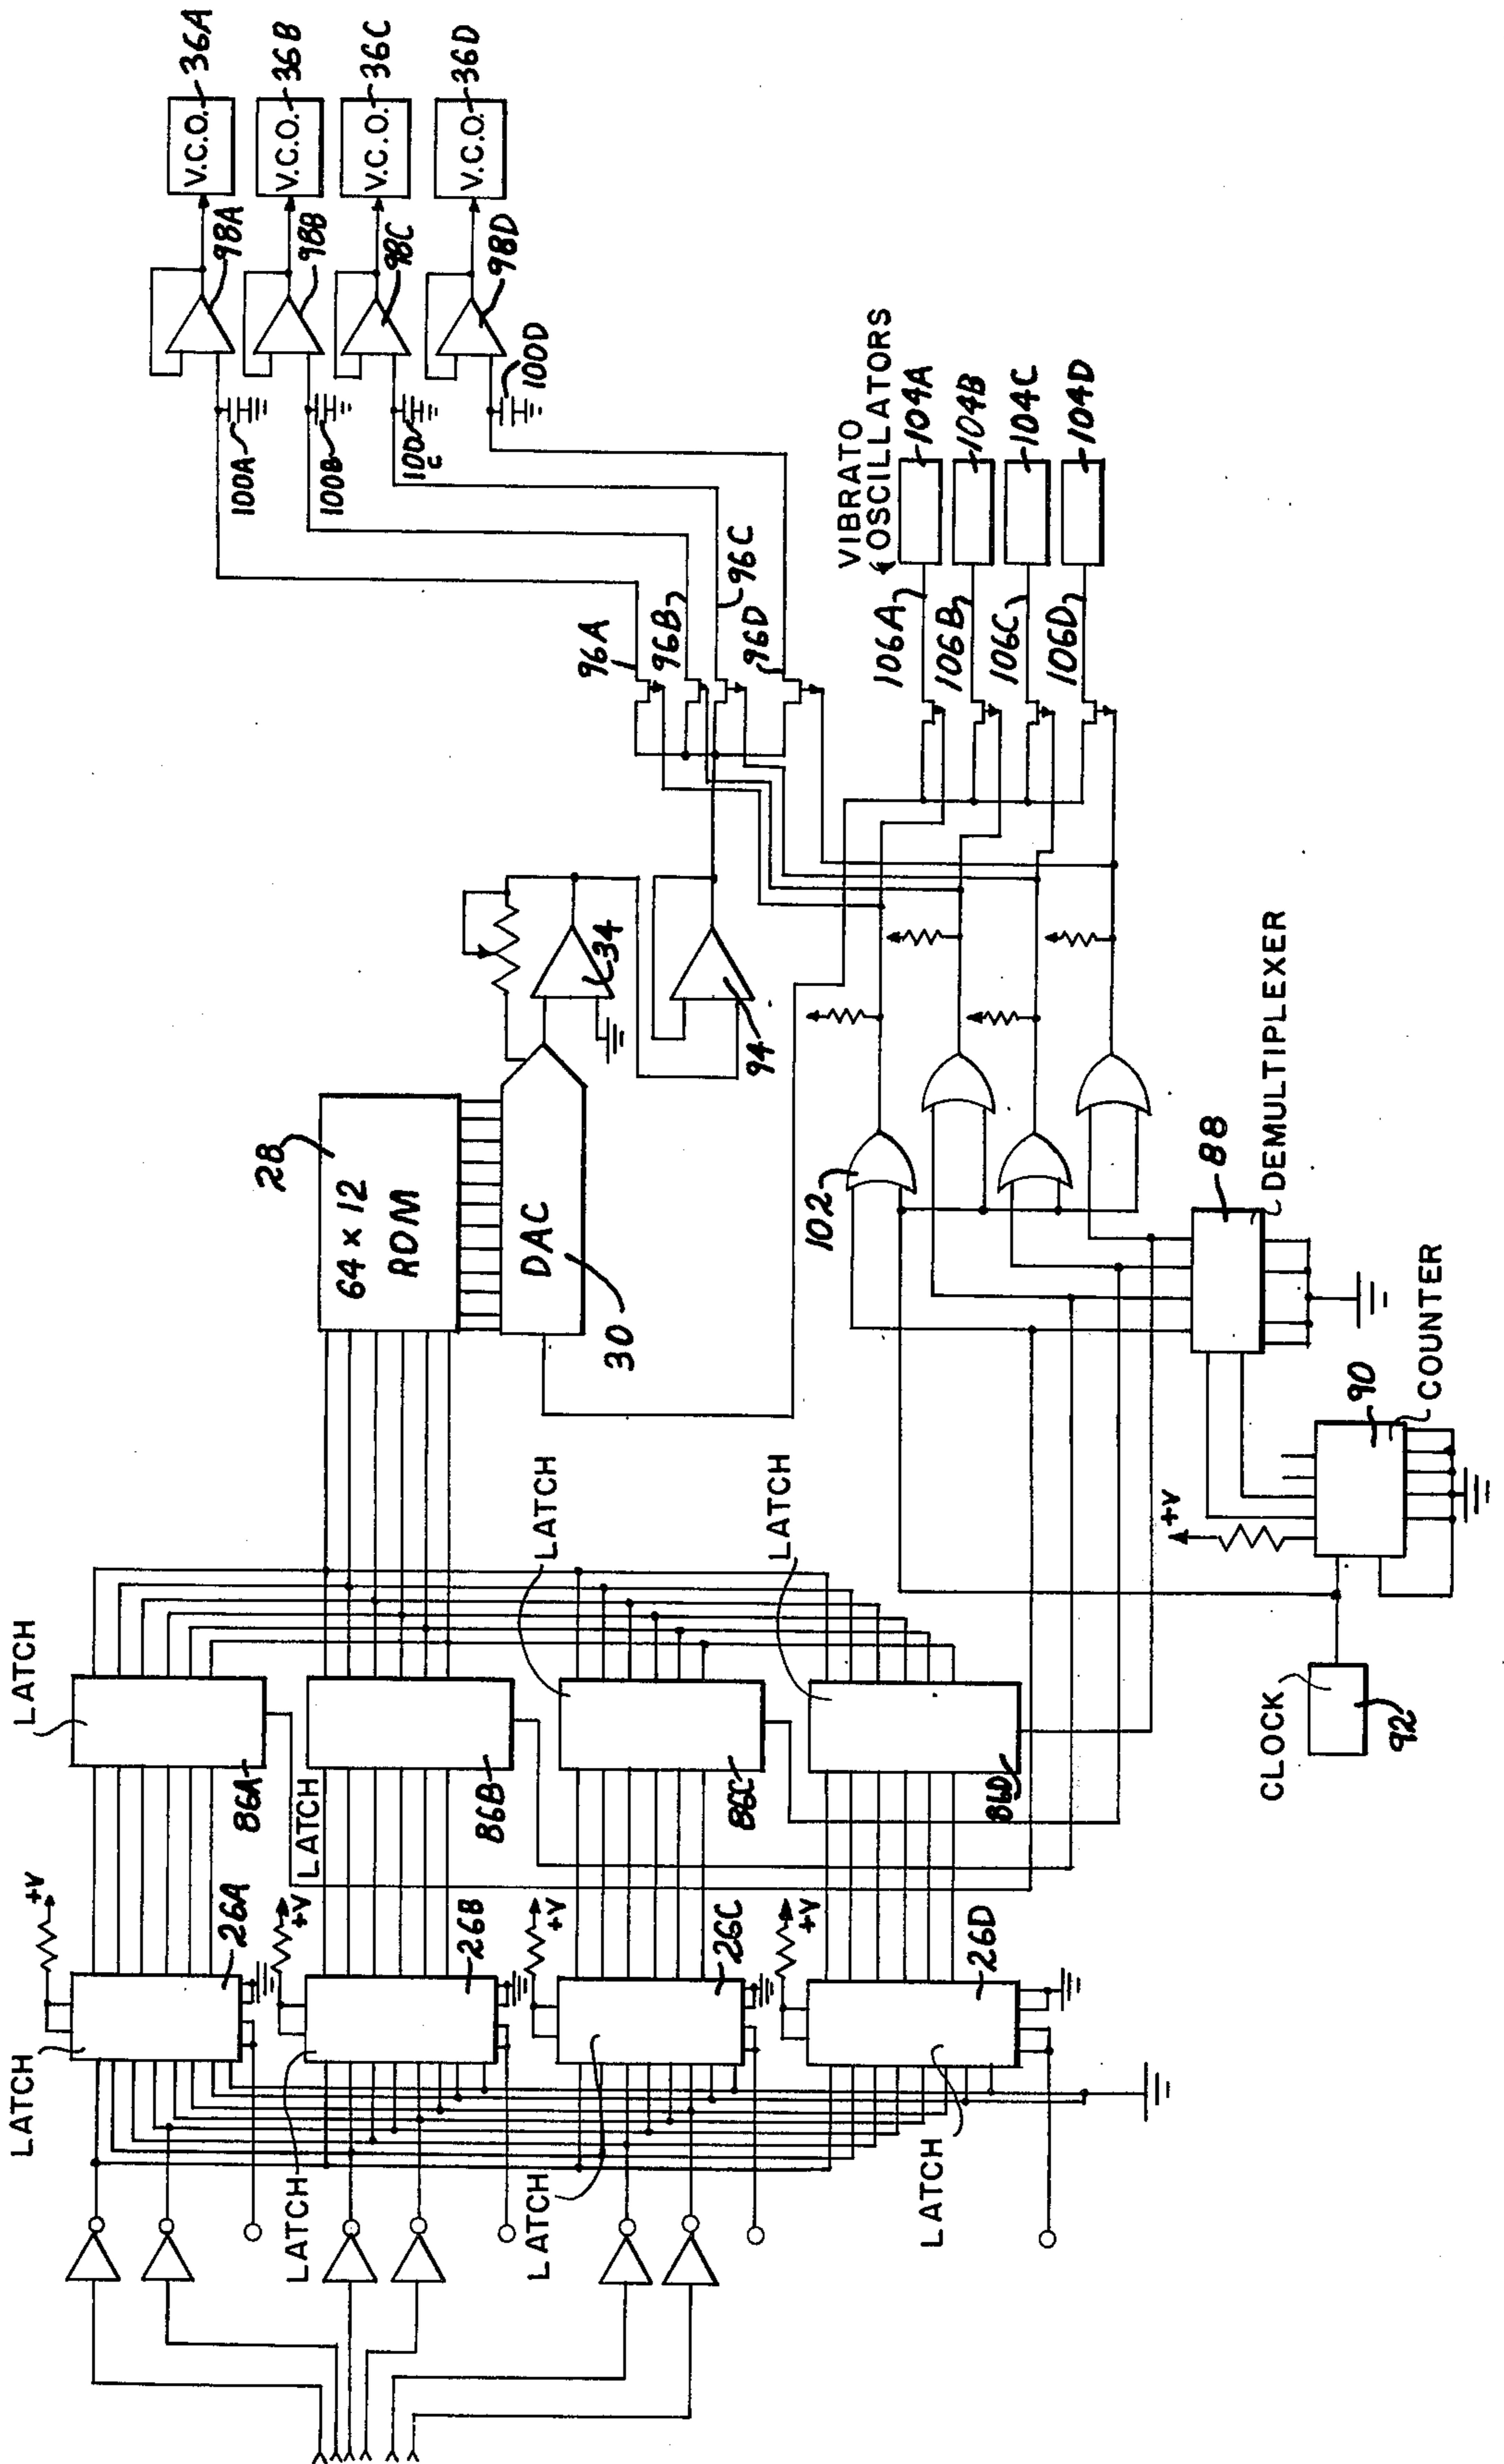 LATCH
+V
26A
LATCH
86A
LATCH
+V
26B
LATCH
86B
LATCH
+V
26C
LATCH
86C
LATCH
+V
26D
LATCH
86D
28
64 x 12
ROM
DAC
30
34
94
96A
96B
96C
96D
100A
100B
100C
100D
98A
98B
98C
98D
V.C.O.
36A
V.C.O.
36B
V.C.O.
36C
V.C.O.
36D
VIBRATO
OSCILLATORS
106A
104A
106B
104B
106C
104C
106D
104D
102
88
DEMULTIPLEXER
+V
90
COUNTER
CLOCK
92